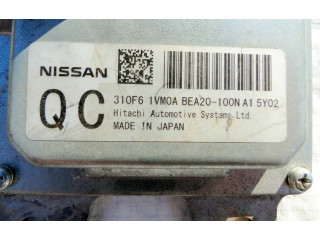 NISSAN
QC
310F6 1VM0A BEA20-100N A1 5Y02
Hitachi Automotive Systems, Ltd.
MADE IN JAPAN